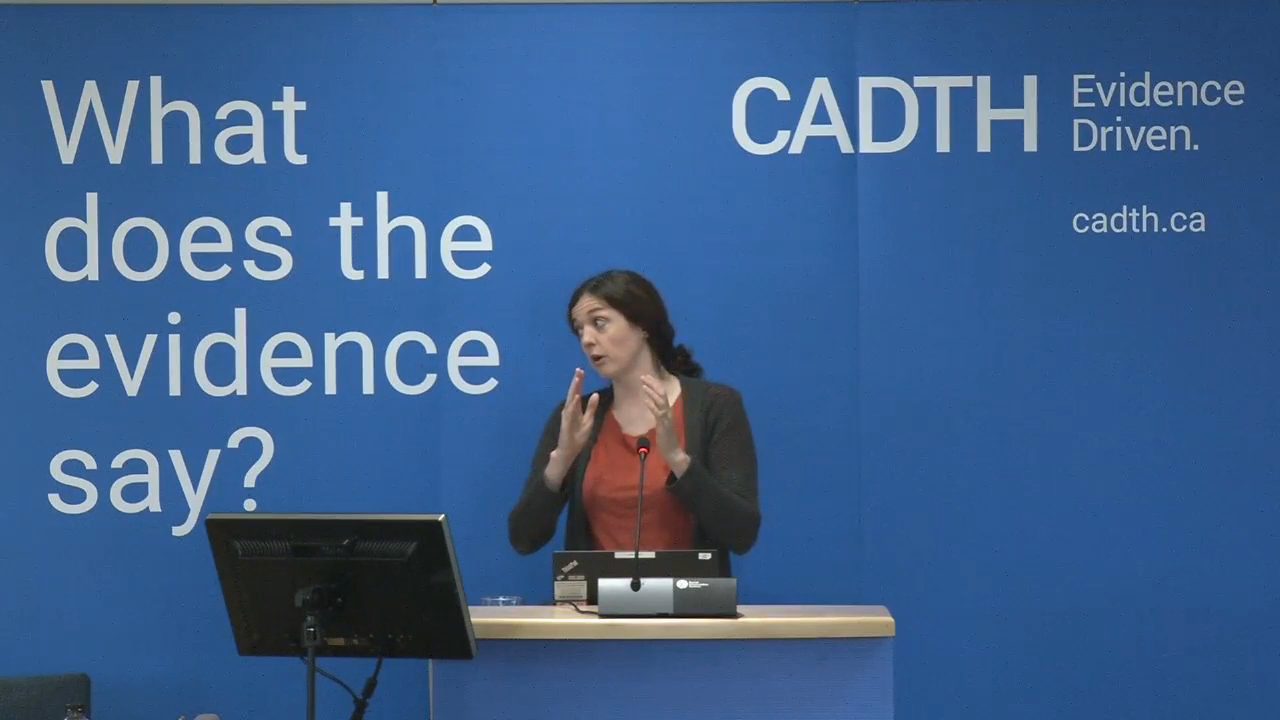 What
does the
evidence
say?
CADTH
Evidence
Driven.
cadth.ca